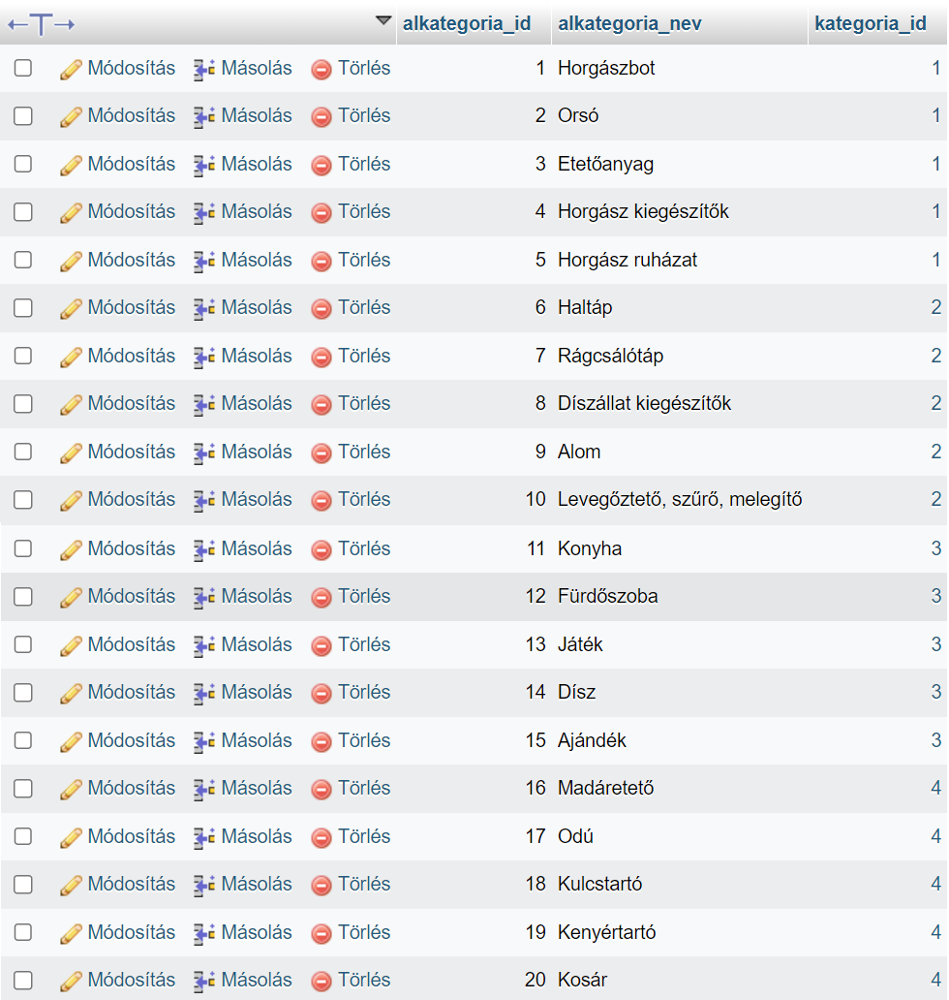 ←T→ alkategoria_id alkategoria_nev kategoria_id
Módosítás Másolás Törlés 1 Horgászbot 1
Módosítás Másolás Törlés 2 Orsó 1
Módosítás Másolás Törlés 3 Etetőanyag 1
Módosítás Másolás Törlés 4 Horgász kiegészítők 1
Módosítás Másolás Törlés 5 Horgász ruházat 1
Módosítás Másolás Törlés 6 Haltáp 2
Módosítás Másolás Törlés 7 Rágcsálótáp 2
Módosítás Másolás Törlés 8 Díszállat kiegészítők 2
Módosítás Másolás Törlés 9 Alom 2
Módosítás Másolás Törlés 10 Levegőztető, szűrő, melegítő 2
Módosítás Másolás Törlés 11 Konyha 3
Módosítás Másolás Törlés 12 Fürdőszoba 3
Módosítás Másolás Törlés 13 Játék 3
Módosítás Másolás Törlés 14 Dísz 3
Módosítás Másolás Törlés 15 Ajándék 3
Módosítás Másolás Törlés 16 Madáretető 4
Módosítás Másolás Törlés 17 Odú 4
Módosítás Másolás Törlés 18 Kulcstartó 4
Módosítás Másolás Törlés 19 Kenyértartó 4
Módosítás Másolás Törlés 20 Kosár 4